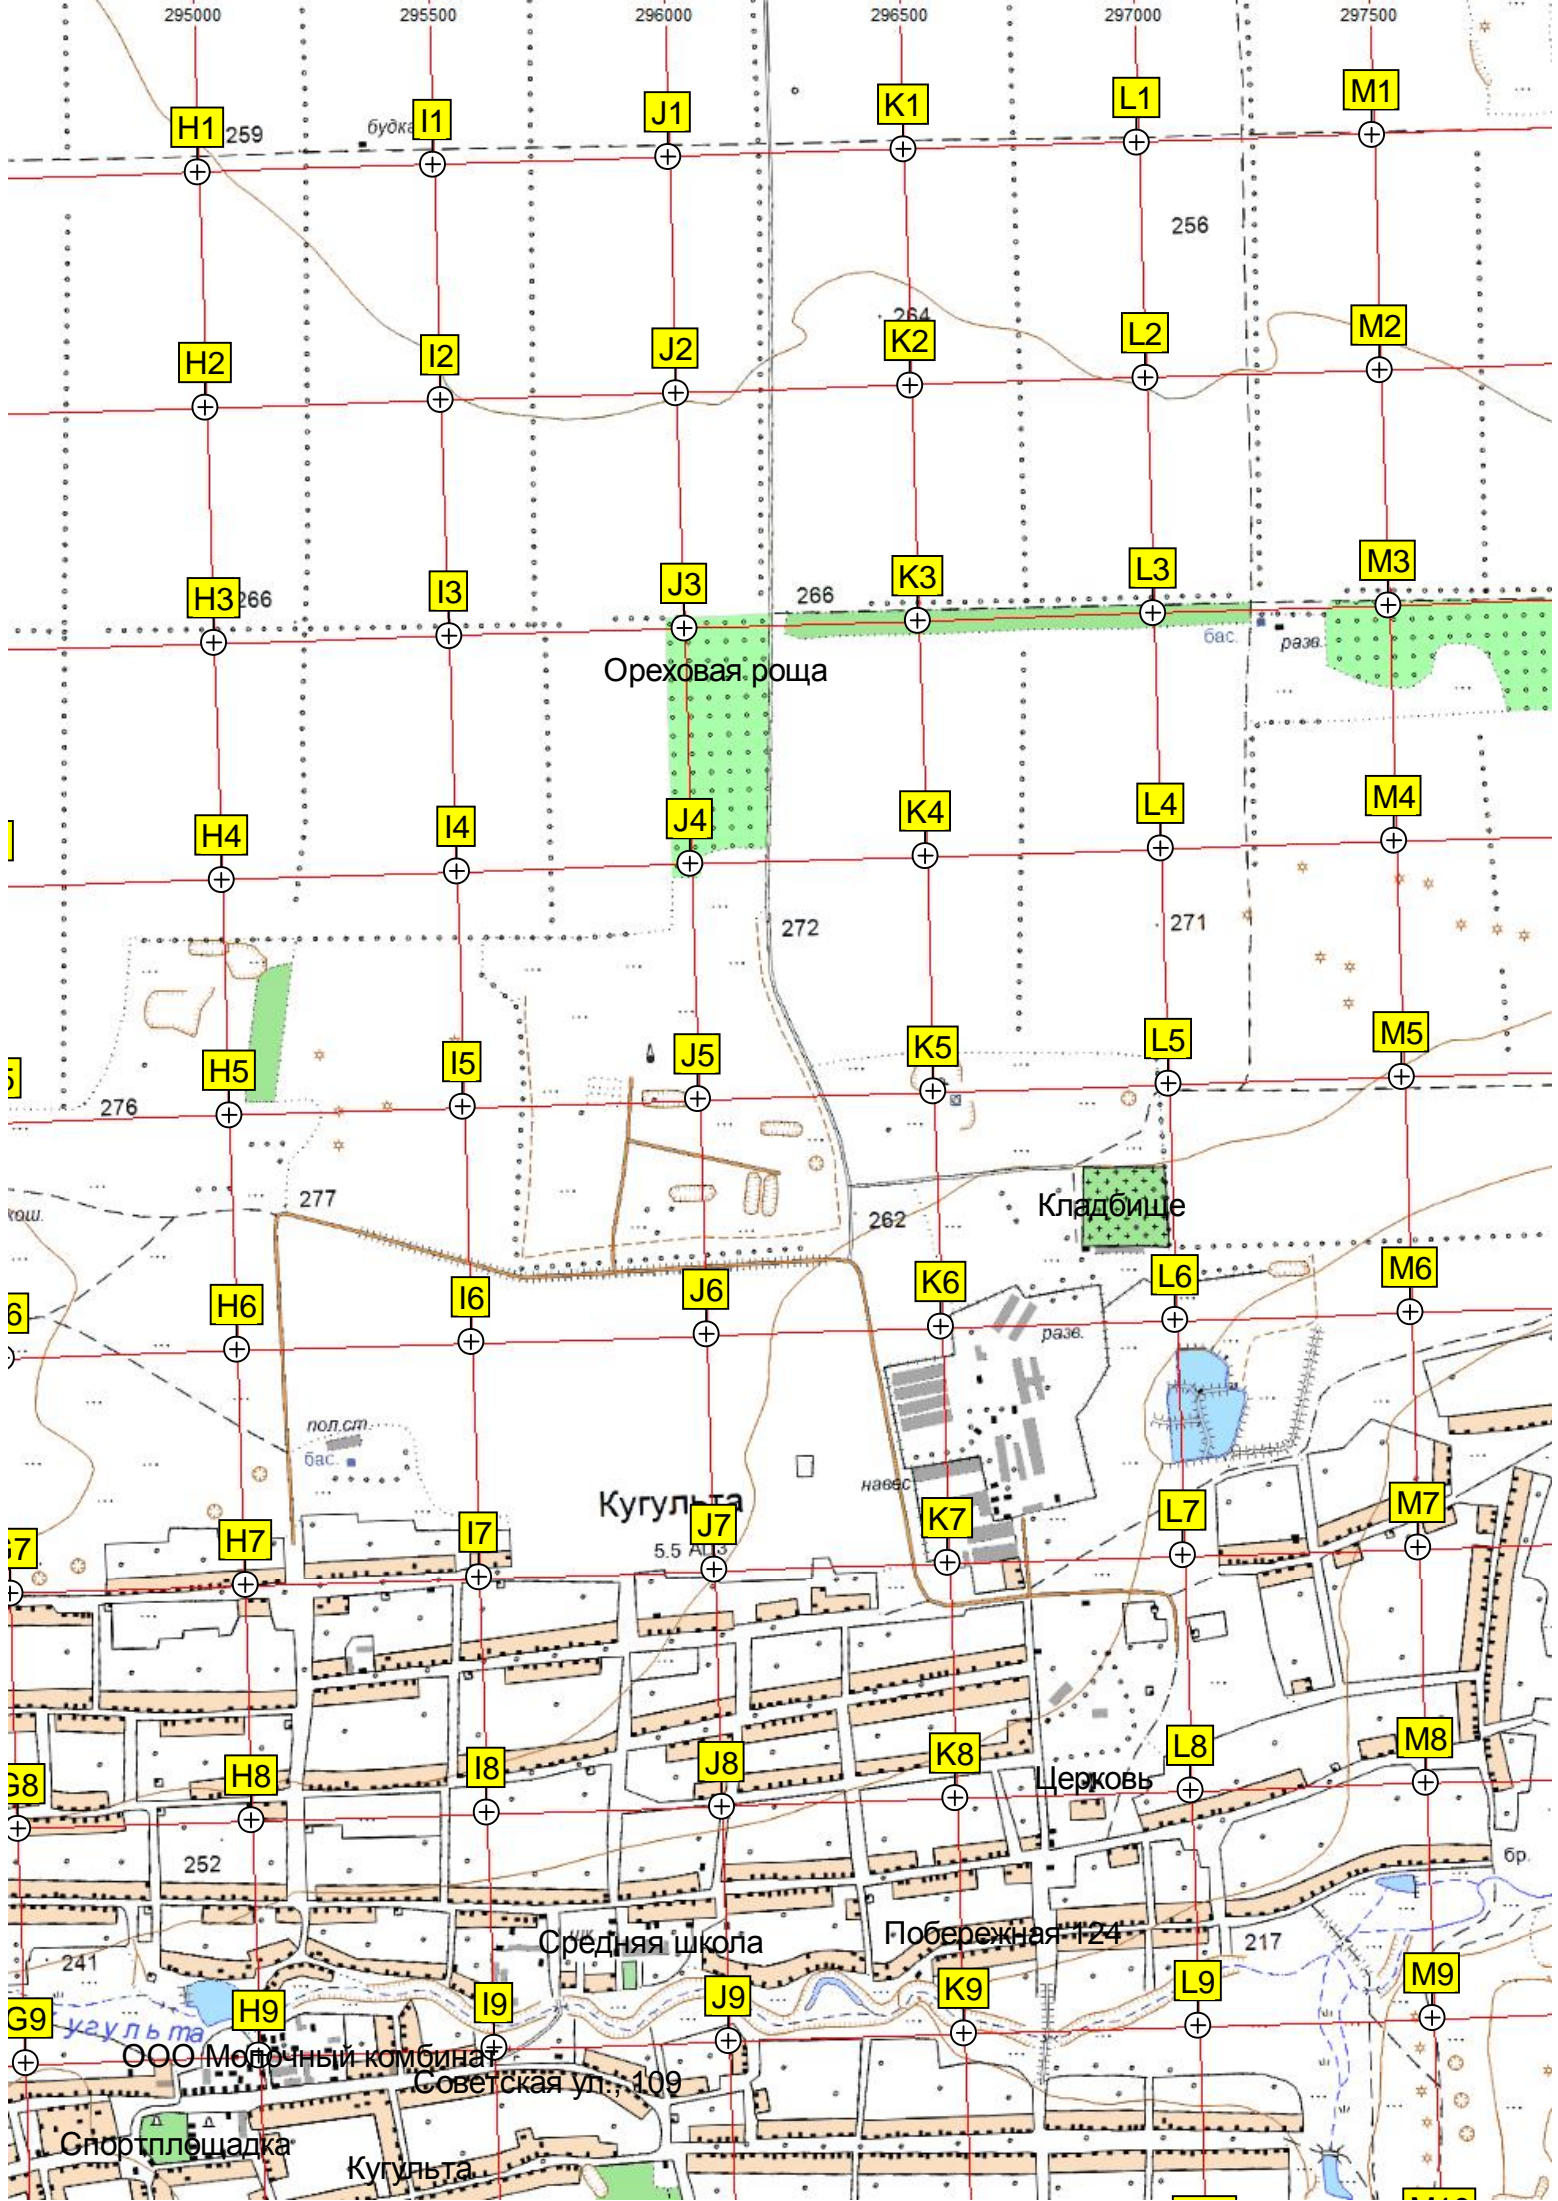 295000 295500 296000 296500 297000 297500
H1 I1 J1 K1 L1 M1
259
будка
256
264
H2 I2 J2 K2 L2 M2
H3 I3 J3 K3 L3 M3
266
266
бас.
разв.
Ореховая роща
H4 I4 J4 K4 L4 M4
272
271
H5 I5 J5 K5 L5 M5
276
277
кош.
262
Кладбище
H6 I6 J6 K6 L6 M6
6
разв.
пол.ст.
бас.
навес
Кугульта
G7 H7 I7 J7 K7 L7 M7
5.5
G8 H8 I8 J8 K8 L8 M8
Церковь
252
бр.
Средняя школа
Побережная 124
217
241
G9 H9 I9 J9 K9 L9 M9
угульта
ООО Молочный комбинат
Советская ул., 109
Спортплощадка
Кугульта